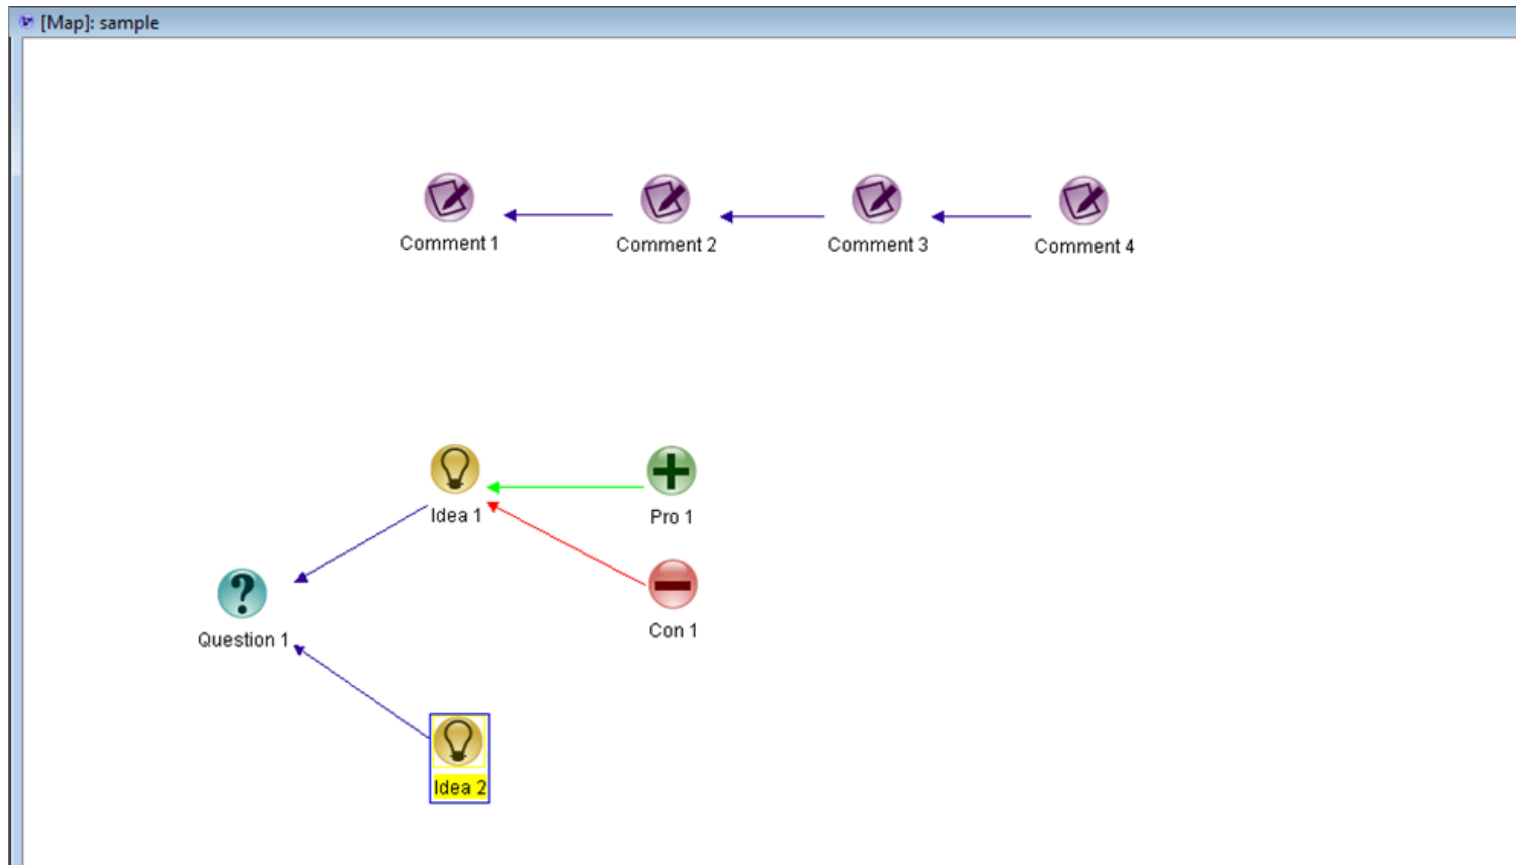 [Map]: sample
Comment 1
Comment 2
Comment 3
Comment 4
Idea 1
Pro 1
Con 1
Question 1
Idea 2